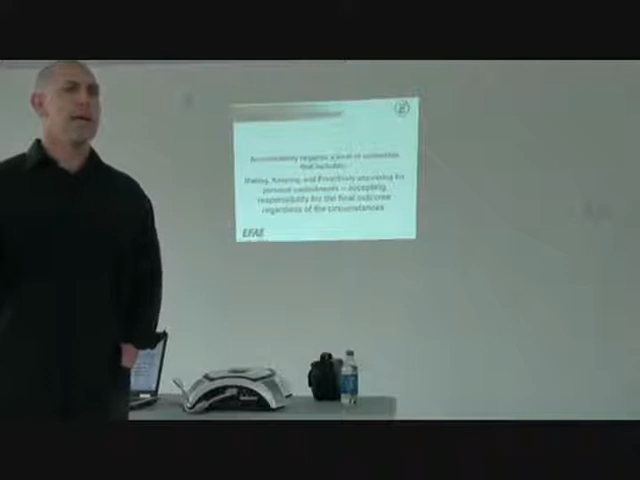 Accountability requires a level of ownership
that includes:
Making, Keeping, and Proactively answering for
personal commitments – accepting
responsibility for the final outcome
regardless of the circumstances
EFAE